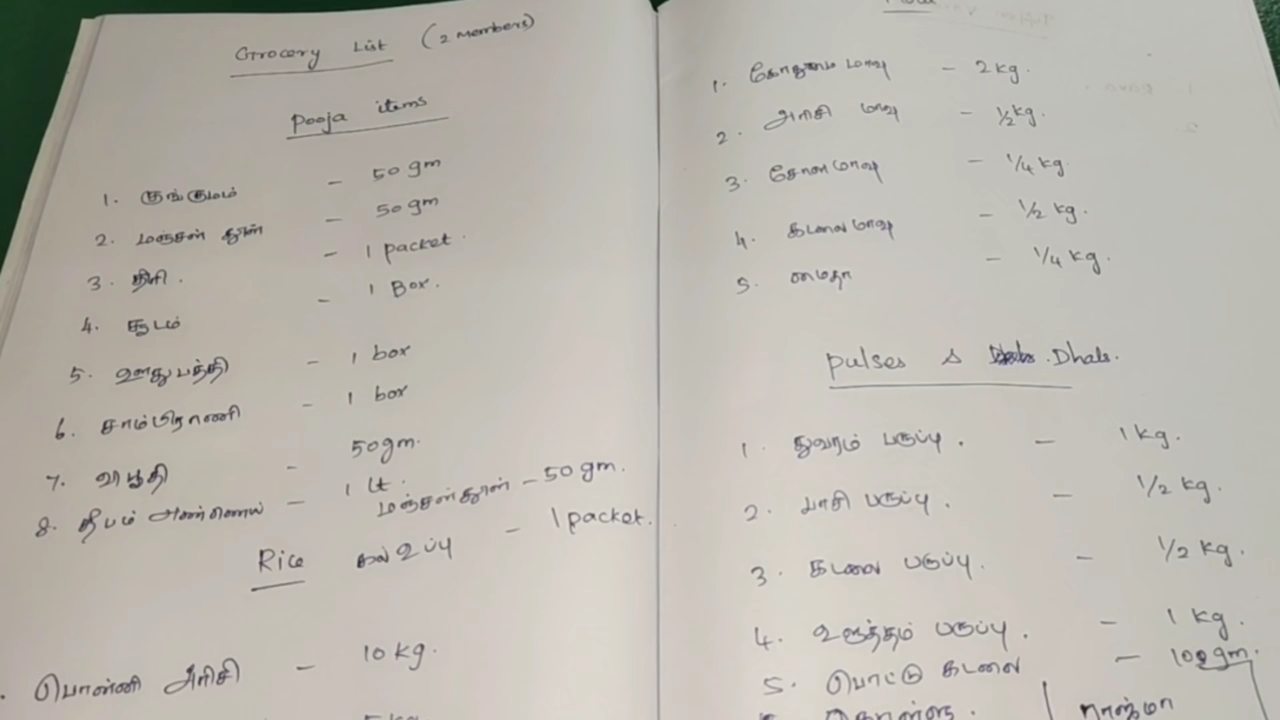 Grocery List (2 Members)
Pooja items
1. குங்குமம் - 50 gm
2. மஞ்சள் தூள் - 50 gm
3. திரி. - 1 packet.
4. சூடம் - 1 Box.
5. ஊதுபத்தி - 1 box
6. சாம்பிராணி - 1 box
7. விபூதி - 50gm.
8. தீபம் எண்ணெய் - 1 Lt.
மஞ்சள்தூள் - 50 gm.
Rice
கல் உப்பு - 1 packet.
பொன்னி அரிசி - 10 kg.
1. கோதுமை மாவு - 2 kg.
2. அரிசி மாவு - ½ kg.
3. சோளமாவு - ¼ kg
4. கடலைமாவு - ½ kg.
5. மைதா - ¼ kg.
Pulses & Dhals.
1. துவரம் பருப்பு. - 1 kg.
2. பாசி பருப்பு. - ½ kg.
3. கடலை பருப்பு. - ½ kg.
4. உளுத்தம் பருப்பு. - 1 kg.
5. பொட்டு கடலை - 100 gm.